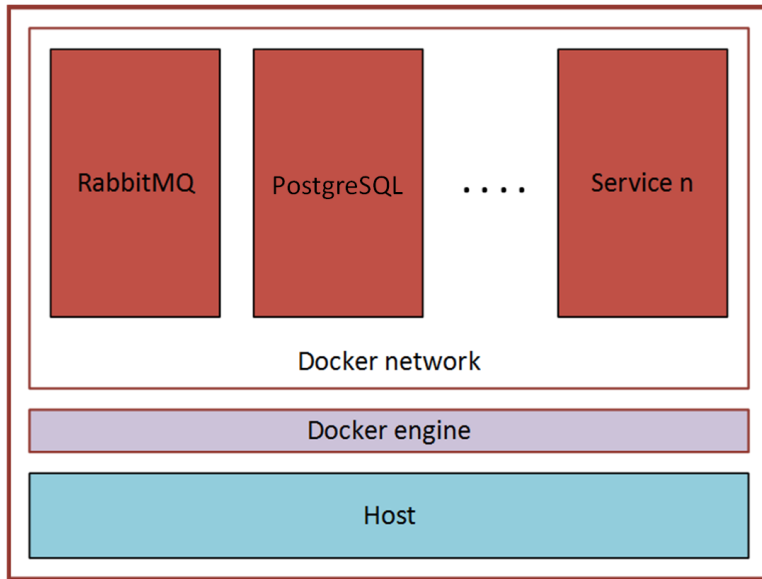 RabbitMQ
PostgreSQL
. . . .
Service n
Docker network
Docker engine
Host